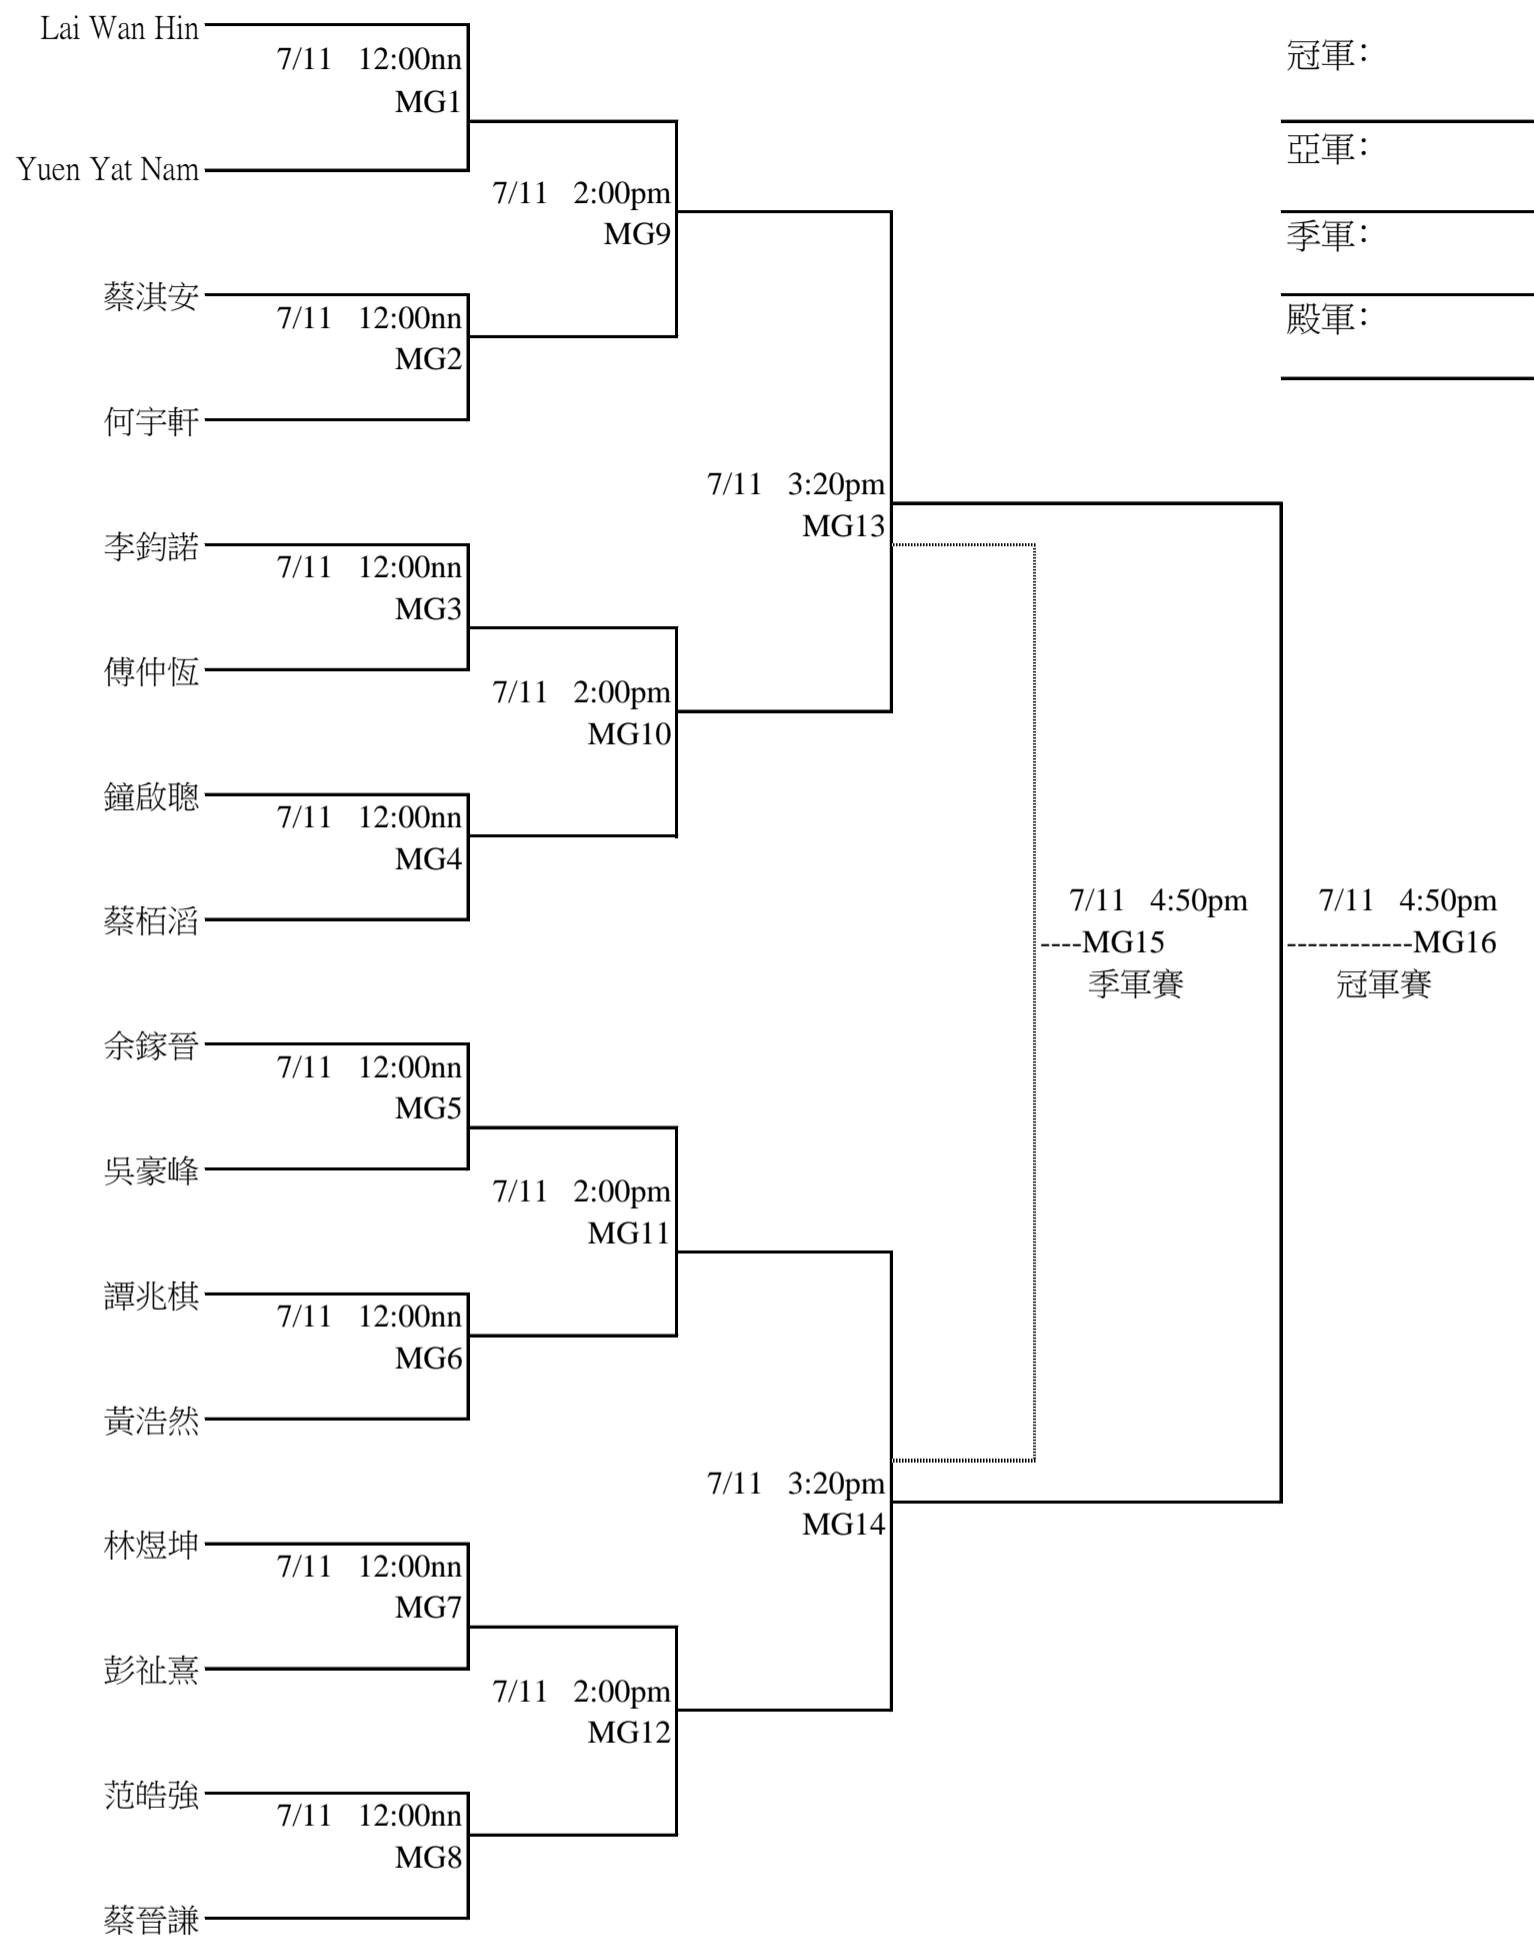 Lai Wan Hin
7/11 12:00nn
MG1
Yuen Yat Nam
7/11 2:00pm
MG9
蔡淇安
7/11 12:00nn
MG2
何宇軒
7/11 3:20pm
MG13
李鈞諾
7/11 12:00nn
MG3
傅仲恆
7/11 2:00pm
MG10
鐘啟聰
7/11 12:00nn
MG4
蔡栢滔
7/11 4:50pm
----MG15
季軍賽
7/11 4:50pm
------------MG16
冠軍賽
余鎵晉
7/11 12:00nn
MG5
吳豪峰
7/11 2:00pm
MG11
譚兆棋
7/11 12:00nn
MG6
黃浩然
7/11 3:20pm
MG14
林煜坤
7/11 12:00nn
MG7
彭祉熹
7/11 2:00pm
MG12
范皓強
7/11 12:00nn
MG8
蔡晉謙
冠軍：
亞軍：
季軍：
殿軍：